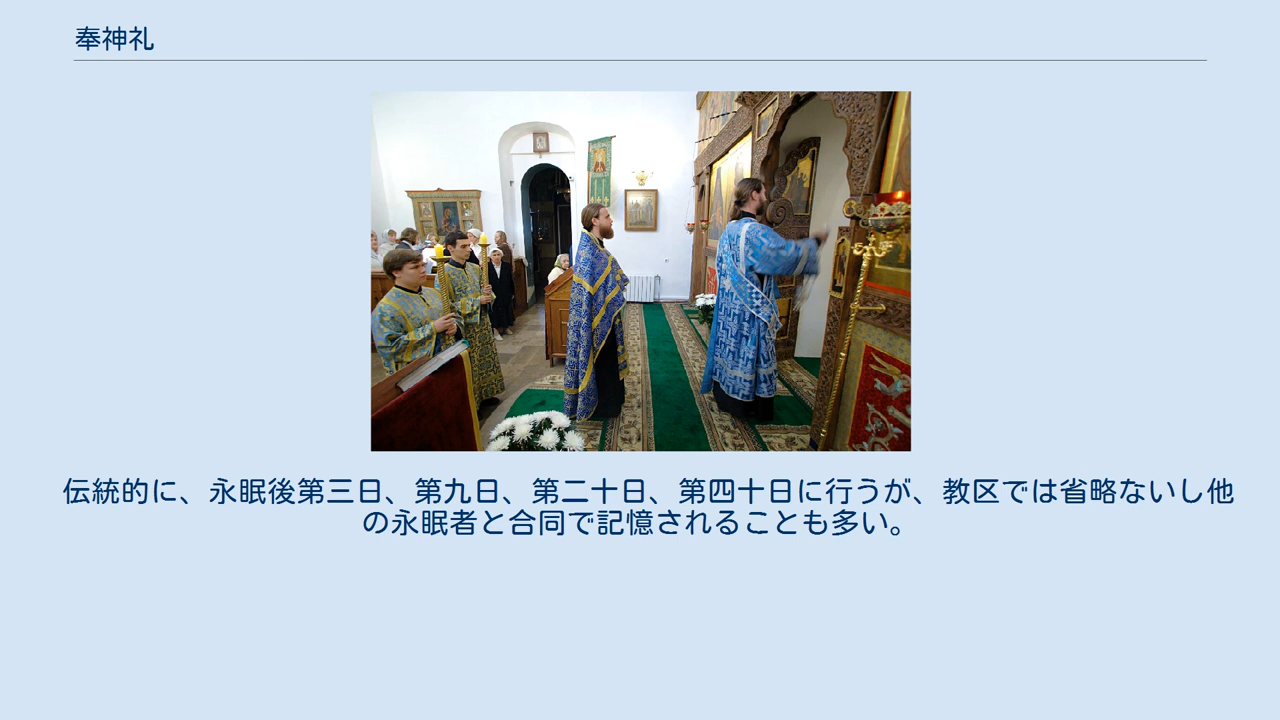 奉神礼
伝統的に、永眠後第三日、第九日、第二十日、第四十日に行うが、教区では省略ないし他
の永眠者と合同で記憶されることも多い。